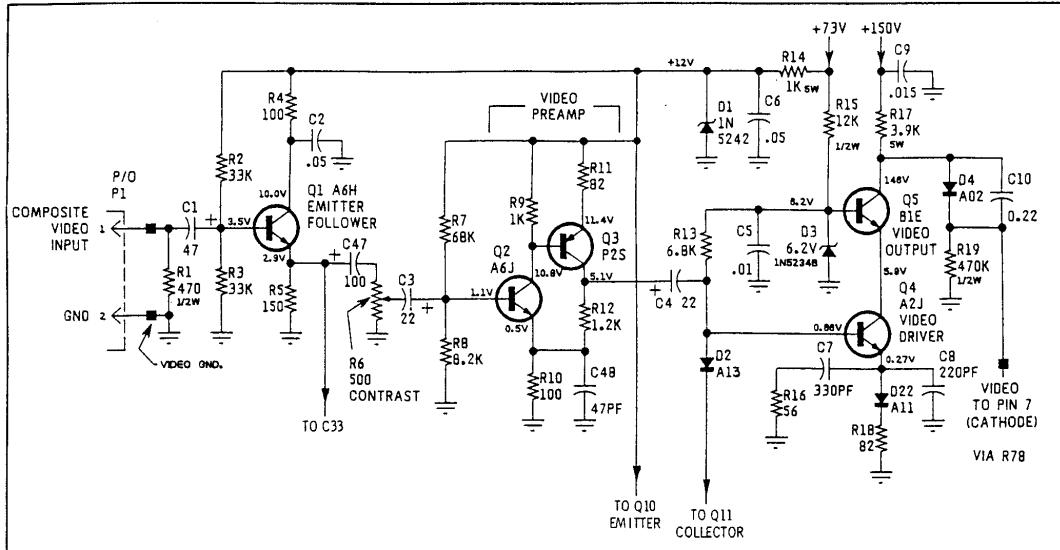 +73V
+150V
+12V
R14
1K 5W
C9
.015
R4
100
C2
.05
VIDEO
PREAMP
D1
1N
5242
C6
.05
R15
12K
1/2W
R17
3.9K
5W
R2
33K
R11
82
146V
D4
A02
C10
0.22
P/O
P1
10.0V
Q1 A6H
EMITTER
FOLLOWER
R9
1K
11.4V
6.2V
Q5
B1E
VIDEO
OUTPUT
COMPOSITE
VIDEO
INPUT
1
C1
47
3.5V
R7
68K
Q3
P2S
R13
6.8K
C5
.01
D3
6.2V
1N5234B
R19
470K
1/2W
2.9V
C47
100
Q2
A6J
10.8V
5.1V
5.9V
R1
470
1/2W
R3
33K
R5
150
C3
22
1.1V
C4
22
Q4
A2J
VIDEO
DRIVER
GND
2
0.5V
R12
1.2K
0.86V
VIDEO GND.
R6
500
CONTRAST
R8
8.2K
R10
100
C48
47PF
D2
A13
C7
330PF
0.27V
C8
220PF
R16
56
D22
A11
R18
82
VIDEO
TO PIN 7
(CATHODE)
VIA R78
TO C33
TO Q10
EMITTER
TO Q11
COLLECTOR